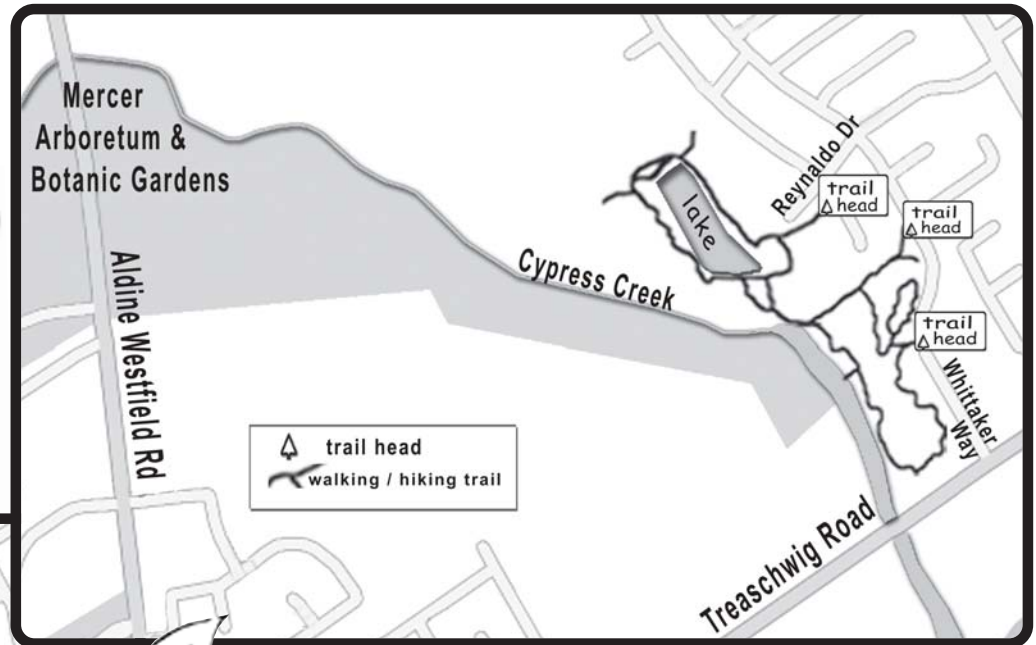 Mercer
Arboretum &
Botanic Gardens
Aldine Westfield Rd
Cypress Creek
lake
Reynaldo Dr
trail
head
trail
head
trail
head
Whittaker
Way
Treaschwig Road
trail head
walking / hiking trail